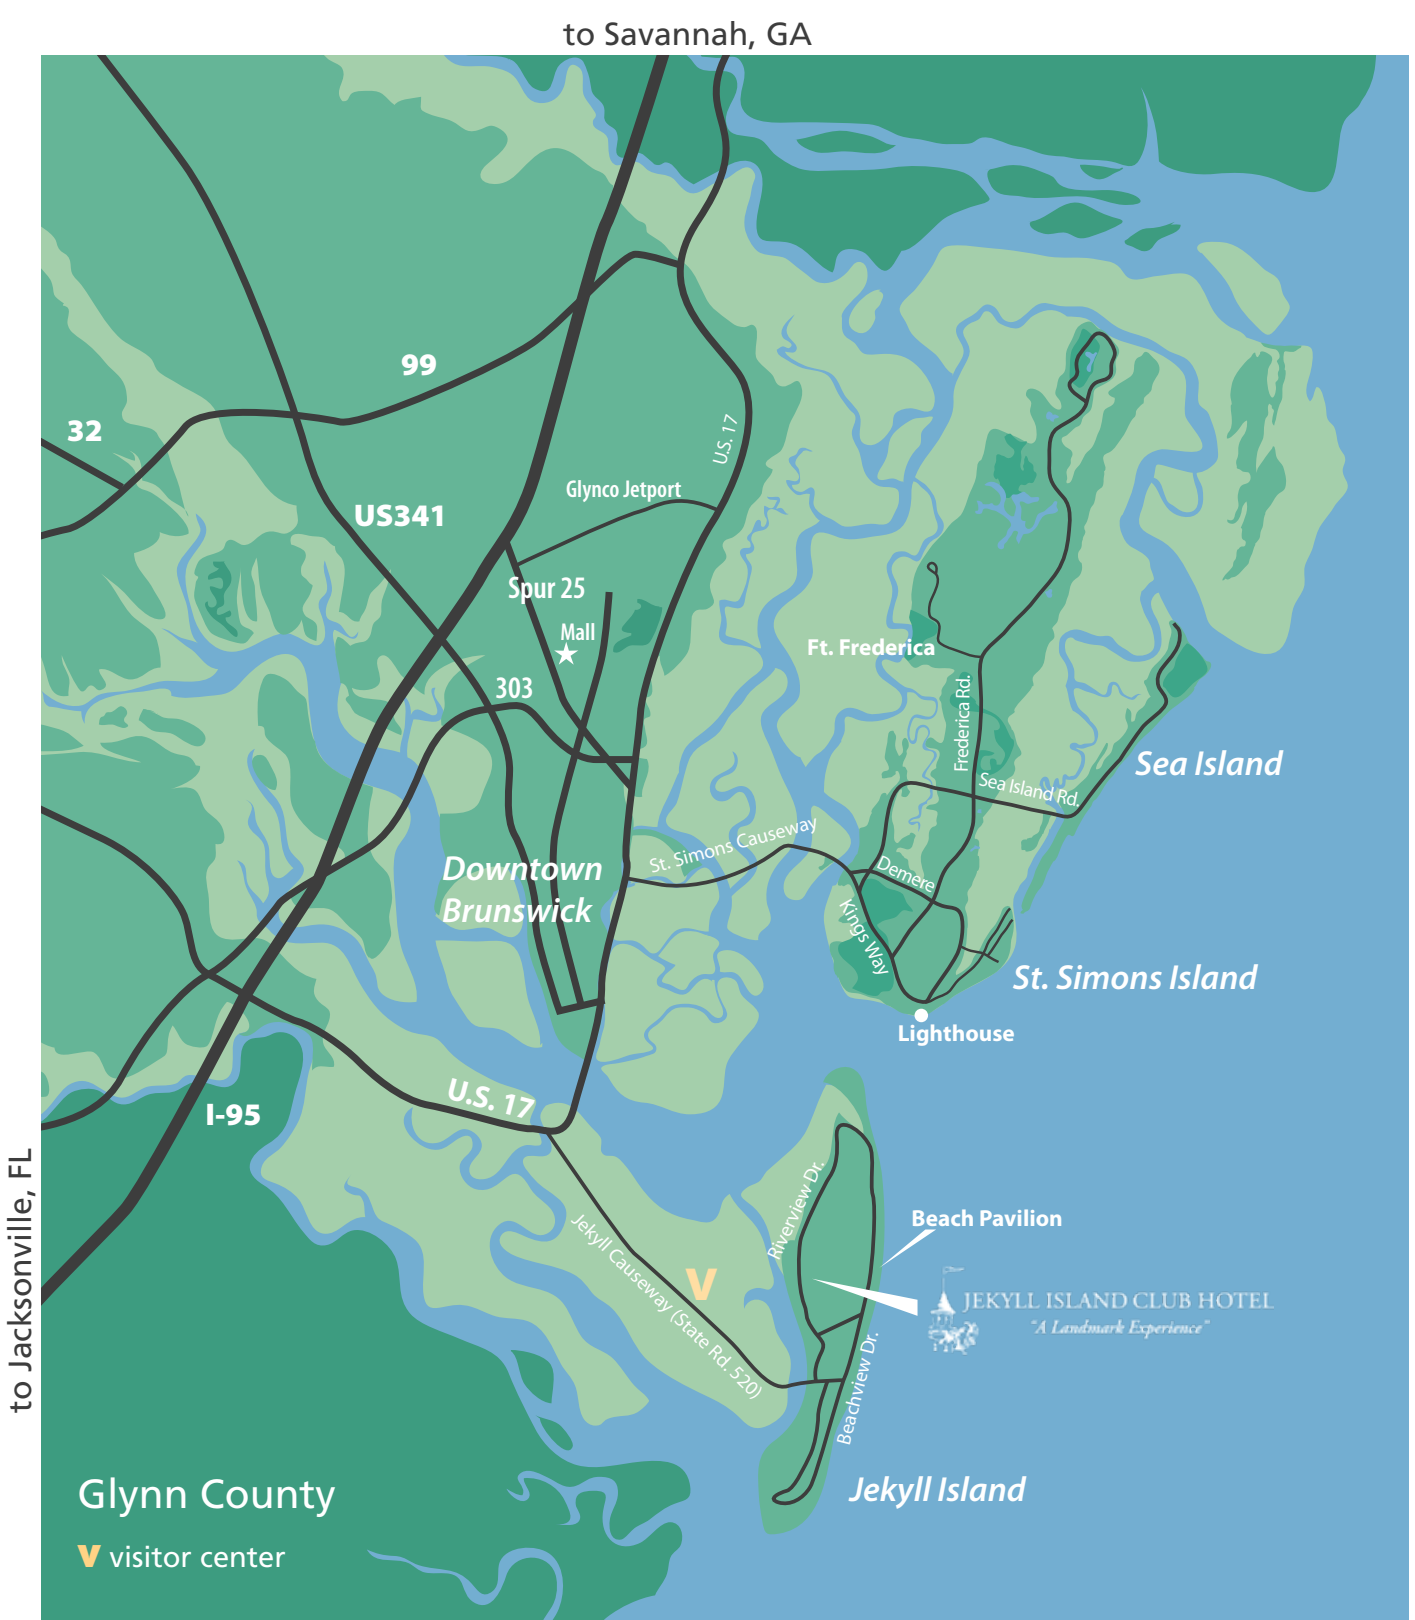 to Savannah, GA
99
32
U.S. 17
Glynco Jetport
US341
Spur 25
Mall
Ft. Frederica
303
Frederica Rd.
Sea Island
Sea Island Rd.
St. Simons Causeway
Downtown
Brunswick
Demere
Kings Way
St. Simons Island
Lighthouse
U.S. 17
I-95
to Jacksonville, FL
Riverview Dr.
Beach Pavilion
Jekyll Causeway (State Rd. 520)
V
JEKYLL ISLAND CLUB HOTEL
"A Landmark Experience"
Beachview Dr.
Jekyll Island
Glynn County
V visitor center